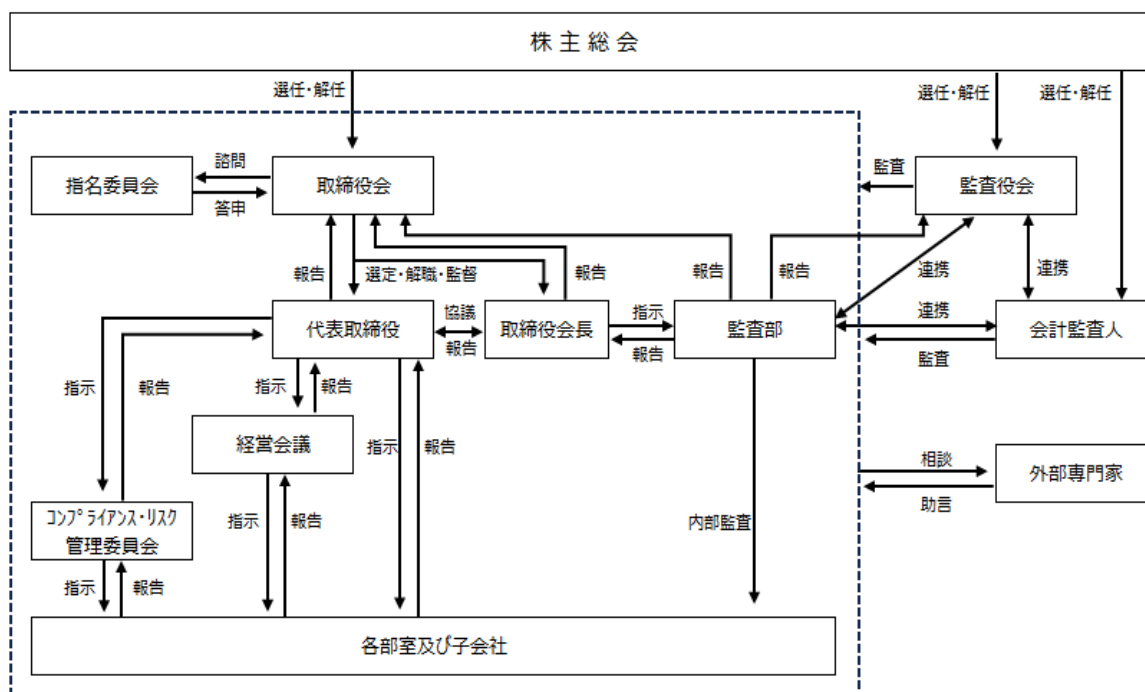 株主総会
選任・解任
選任・解任
選任・解任
指名委員会
諮問
答申
取締役会
監査
監査役会
報告
選定・解職・監督
報告
報告
報告
連携
連携
代表取締役
協議
報告
取締役会長
指示
報告
監査部
連携
監査
会計監査人
指示
報告
指示
報告
経営会議
指示
報告
相談
助言
外部専門家
コンプライアンス・リスク
管理委員会
指示
報告
内部監査
指示
報告
各部室及び子会社